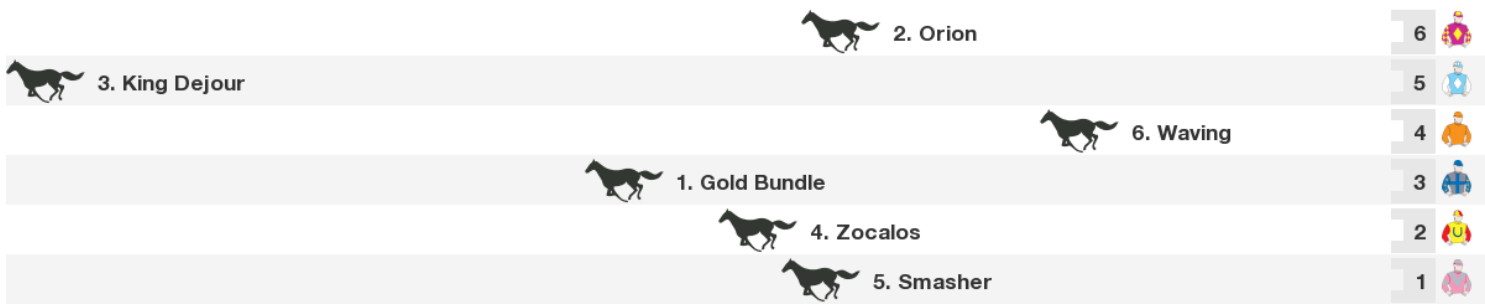 2. Orion 6
3. King Dejour 5
6. Waving 4
1. Gold Bundle 3
4. Zocalos 2
5. Smasher 1